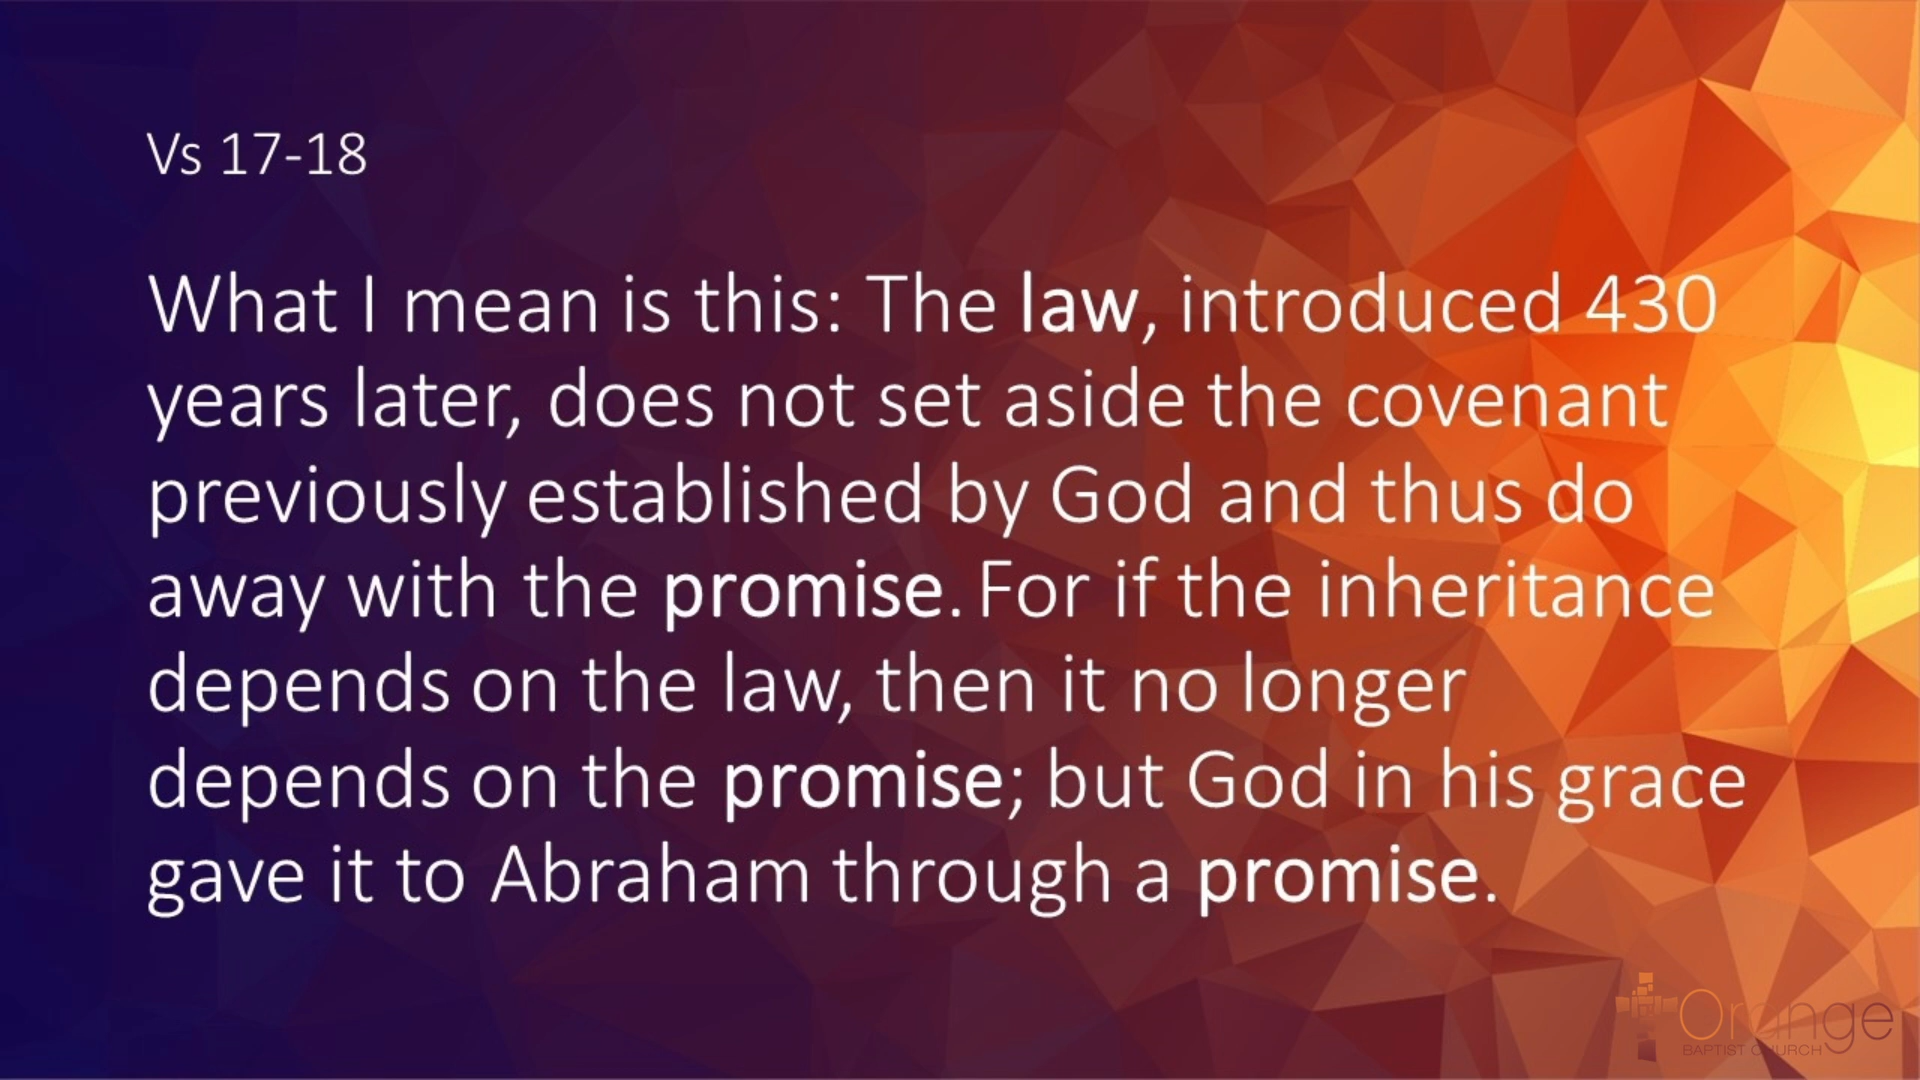 Vs 17-18
What I mean is this: The law, introduced 430
years later, does not set aside the covenant
previously established by God and thus do
away with the promise. For if the inheritance
depends on the law, then it no longer
depends on the promise; but God in his grace
gave it to Abraham through a promise.
Orange
BAPTIST CHURCH